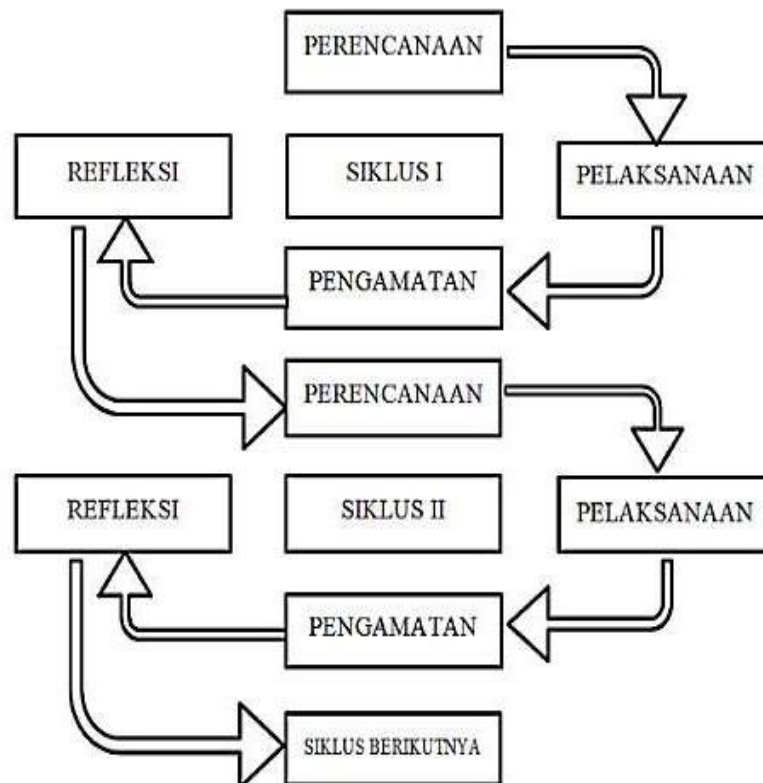 PERENCANAAN
REFLEKSI
SIKLUS I
PELAKSANAAN
PENGAMATAN
PERENCANAAN
REFLEKSI
SIKLUS II
PELAKSANAAN
PENGAMATAN
SIKLUS BERIKUTNYA